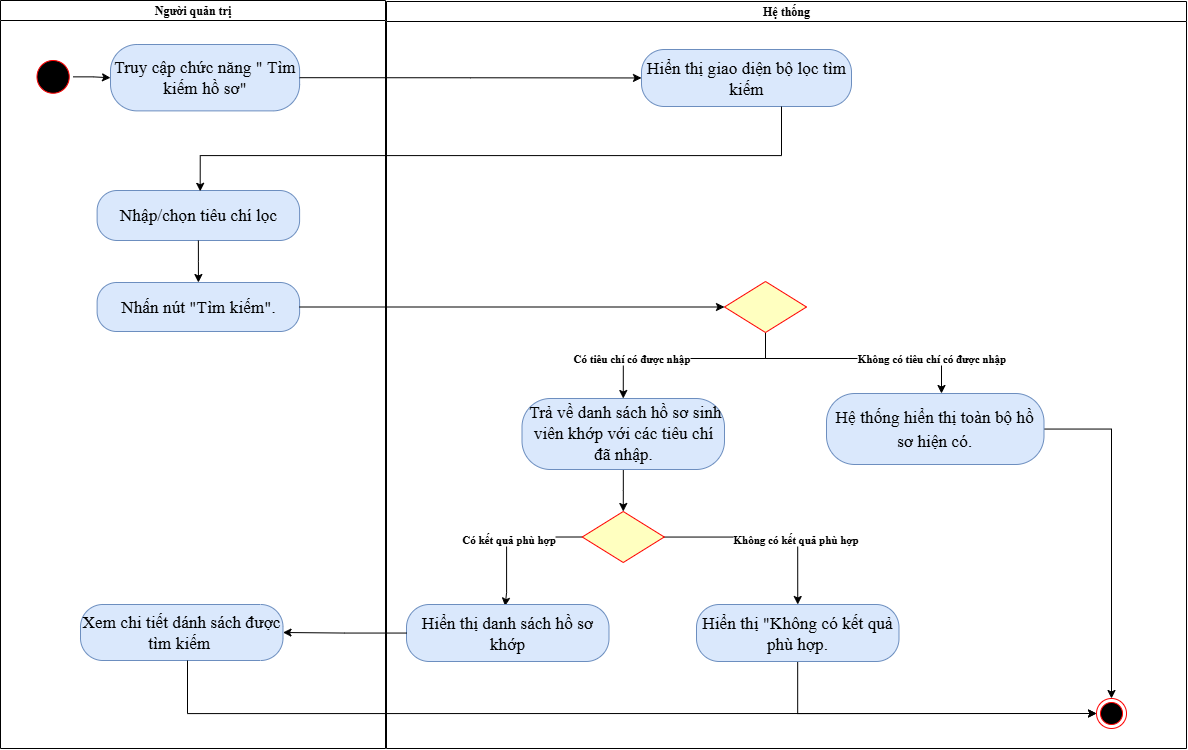 Người quản trị
Hệ thống
Truy cập chức năng " Tìm
kiếm hồ sơ"
Hiển thị giao diện bộ lọc tìm
kiếm
Nhập/chọn tiêu chí lọc
Nhấn nút "Tìm kiếm".
Có tiêu chí có được nhập
Không có tiêu chí có được nhập
Trả về danh sách hồ sơ sinh
viên khớp với các tiêu chí
đã nhập.
Hệ thống hiển thị toàn bộ hồ
sơ hiện có.
Có kết quả phù hợp
Không có kết quả phù hợp
Xem chi tiết dánh sách được
tìm kiếm
Hiển thị danh sách hồ sơ
khớp
Hiển thị "Không có kết quả
phù hợp.